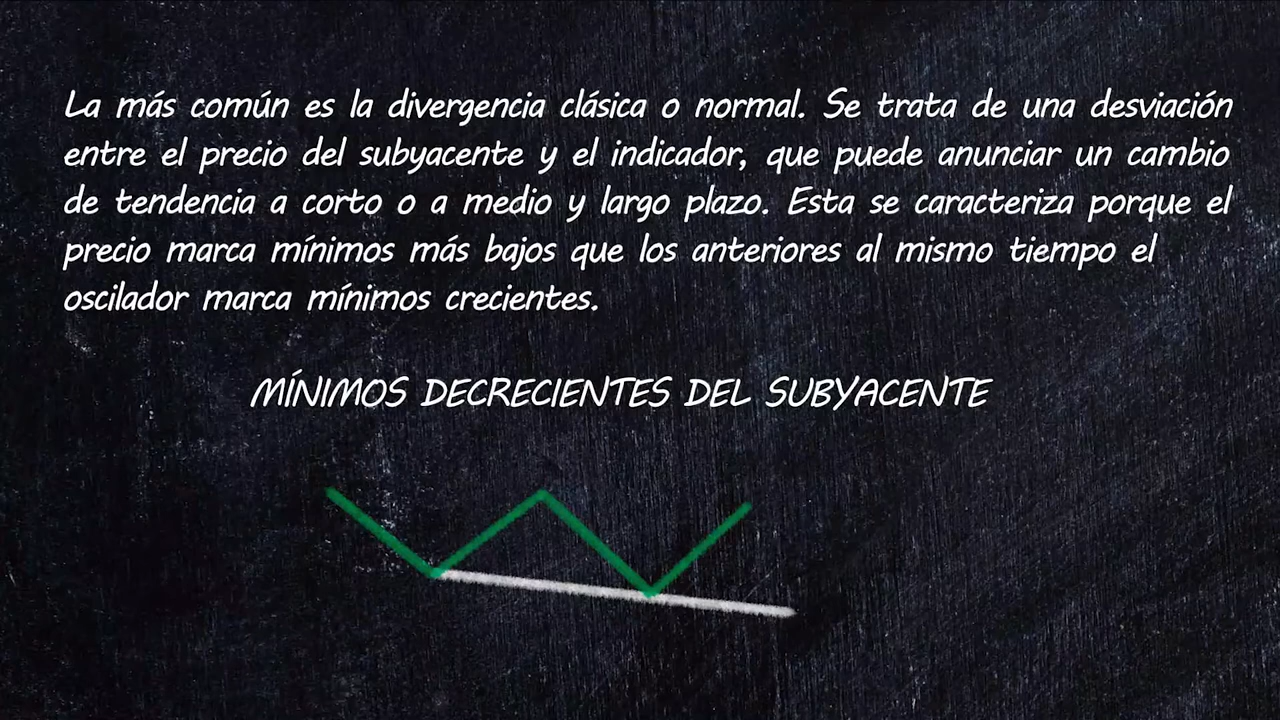 La más común es la divergencia clásica o normal. Se trata de una desviación
entre el precio del subyacente y el indicador, que puede anunciar un cambio
de tendencia a corto o a medio y largo plazo. Esta se caracteriza porque el
precio marca mínimos más bajos que los anteriores al mismo tiempo el
oscilador marca mínimos crecientes.
MÍNIMOS DECRECIENTES DEL SUBYACENTE